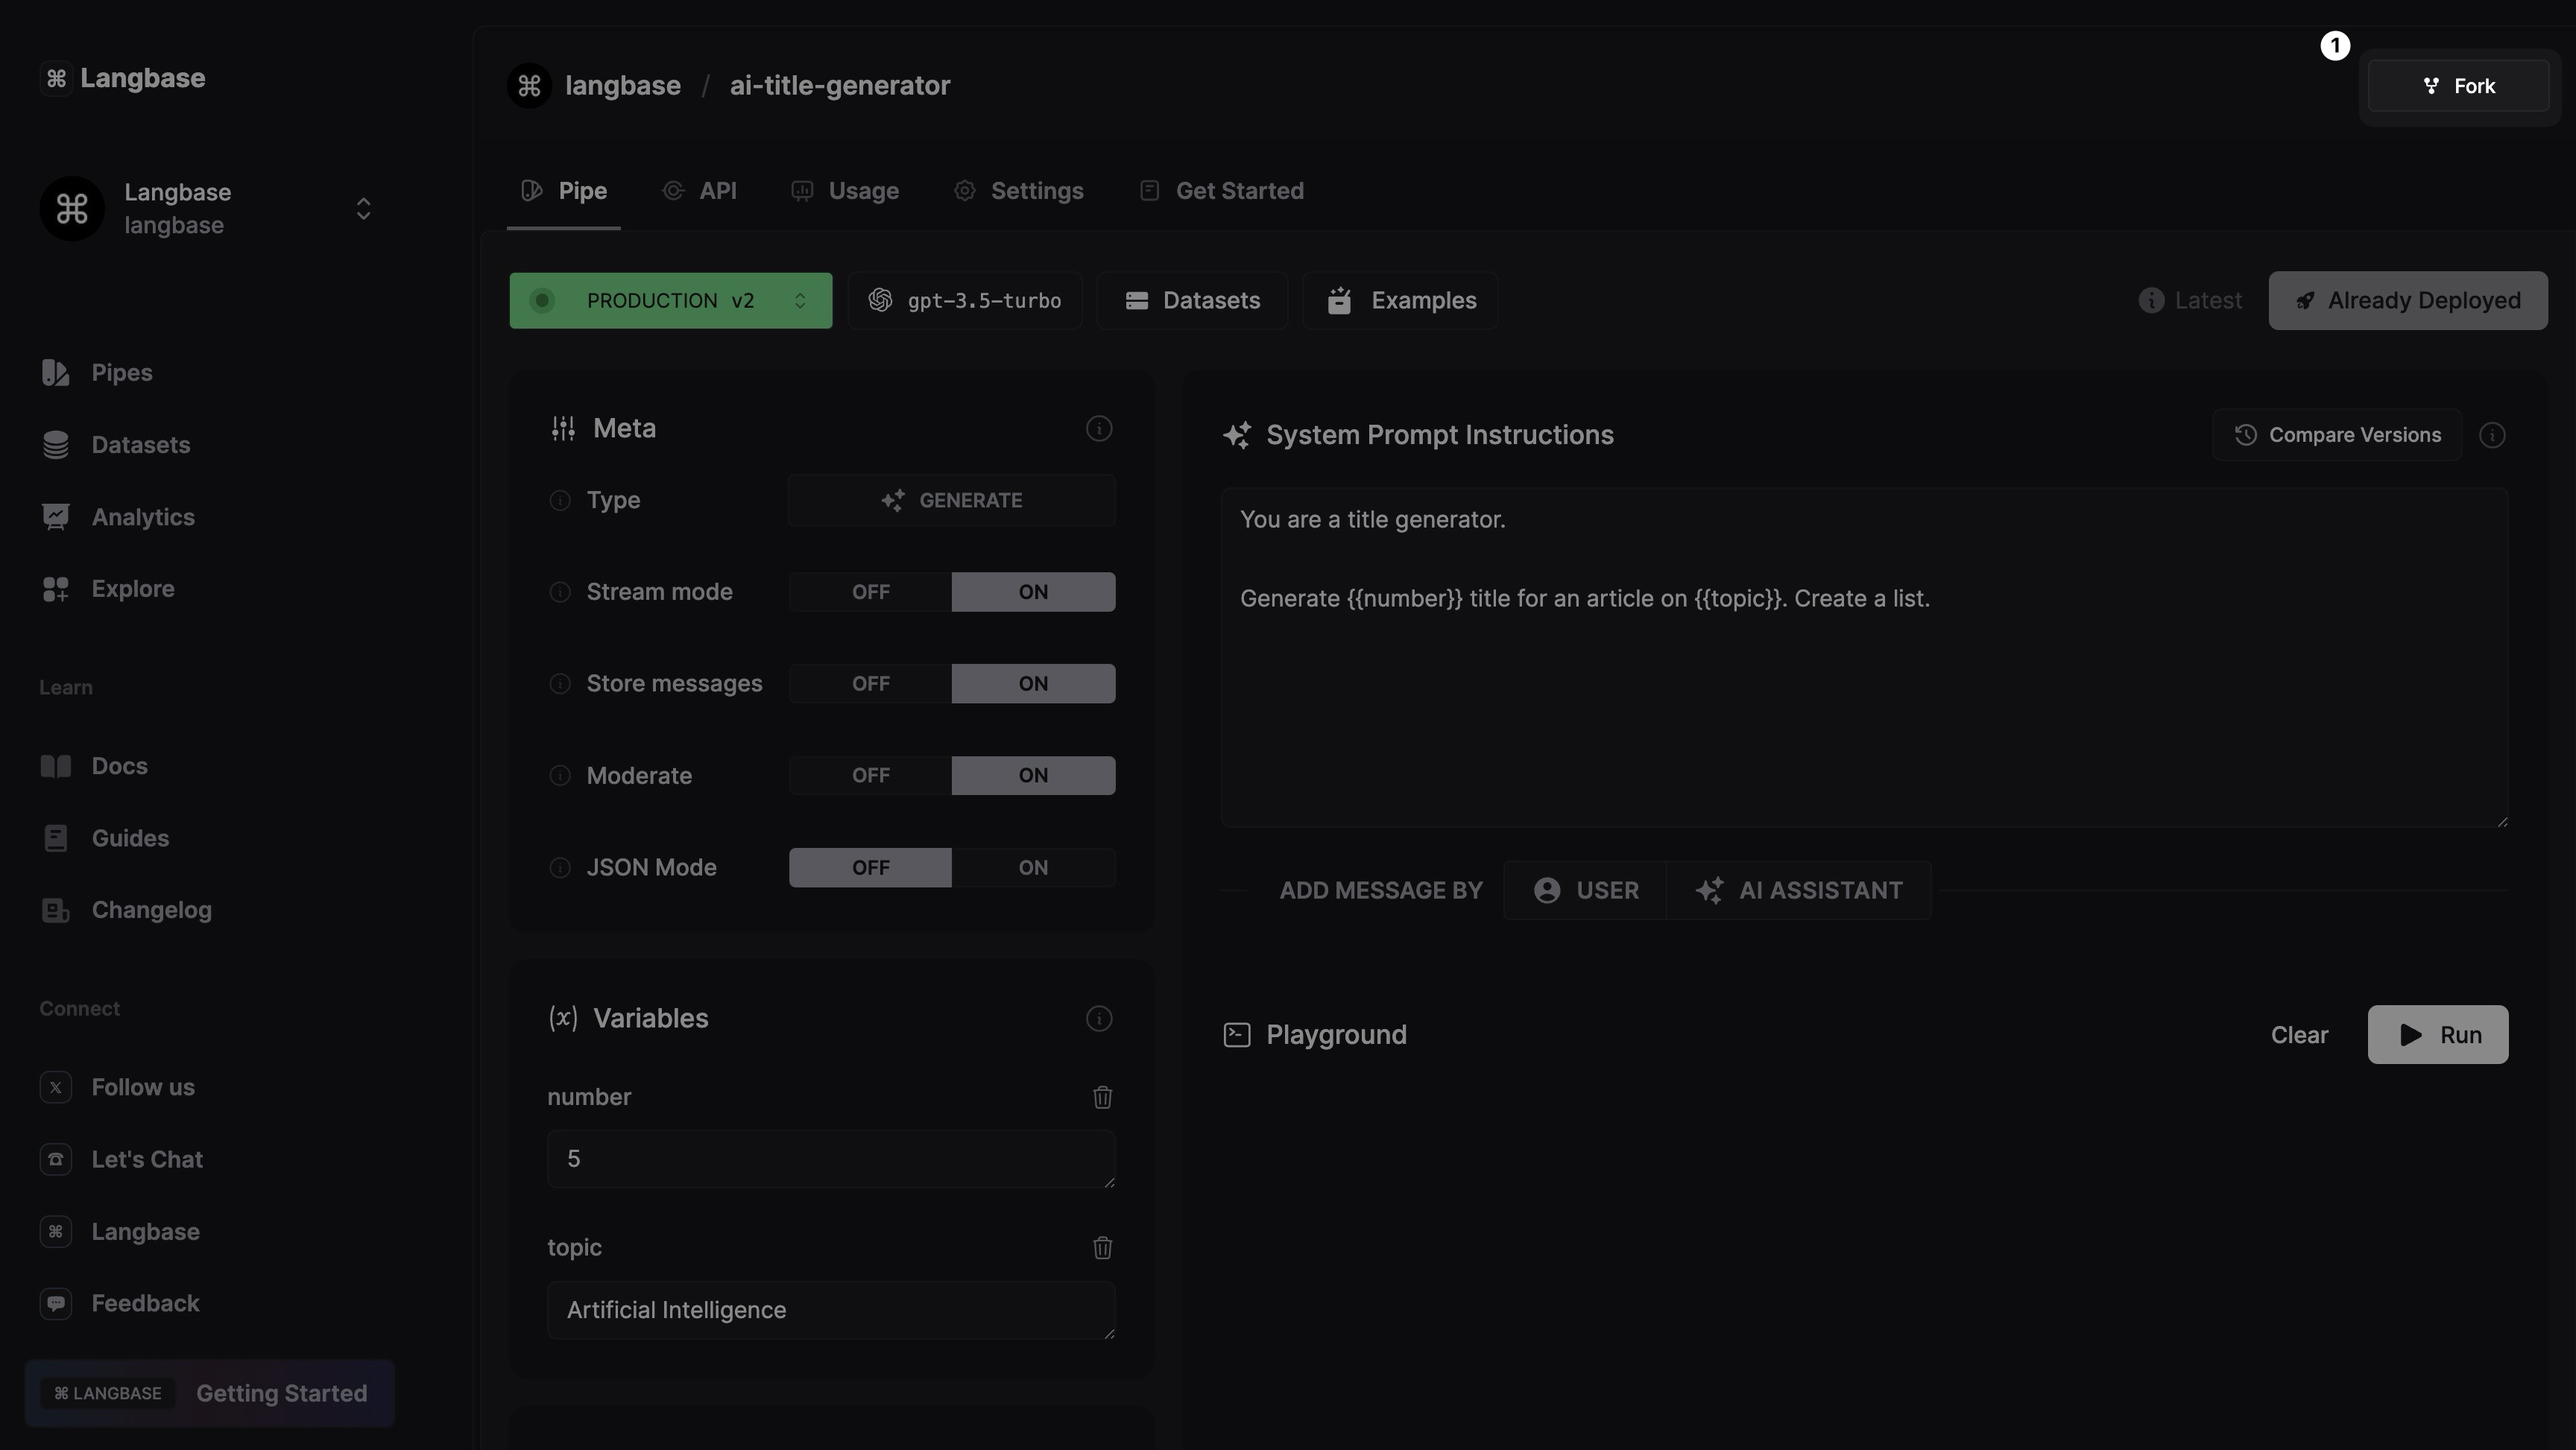 Langbase
Langbase
langbase
Pipes
Datasets
Analytics
Explore
Learn
Docs
Guides
Changelog
Connect
Follow us
Let's Chat
Langbase
Feedback
⌘ LANGBASE Getting Started
langbase / ai-title-generator
1
Fork
Pipe API Usage Settings Get Started
PRODUCTION v2 gpt-3.5-turbo Datasets Examples Latest Already Deployed
Meta
Type GENERATE
Stream mode OFF ON
Store messages OFF ON
Moderate OFF ON
JSON Mode OFF ON
(x) Variables
number
5
topic
Artificial Intelligence
System Prompt Instructions Compare Versions
You are a title generator.
Generate {{number}} title for an article on {{topic}}. Create a list.
ADD MESSAGE BY USER AI ASSISTANT
Playground Clear Run